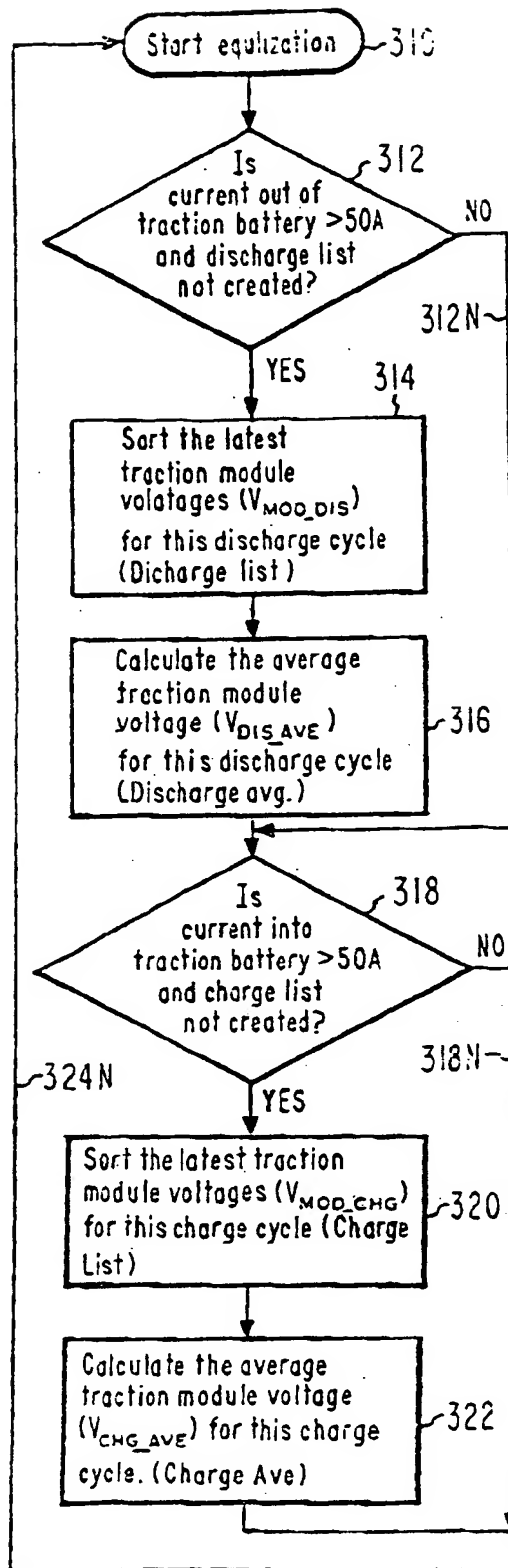 Start equlization
310
312
Is
current out of
traction battery >50A
and discharge list
not created?
NO
312N
YES
314
Sort the latest
traction module
volatages (V_MOD_DIS)
for this discharge cycle
(Dicharge list)
Calculate the average
traction module
voltage (V_DIS_AVE)
for this discharge cycle
(Discharge avg.)
316
318
Is
current into
traction battery >50A
and charge list
not created?
NO
318N
324N
YES
Sort the latest traction
module voltages (V_MOD_CHG)
for this charge cycle (Charge
List)
320
Calculate the average
traction module voltage
(V_CHG_AVE) for this charge
cycle. (Charge Ave)
322